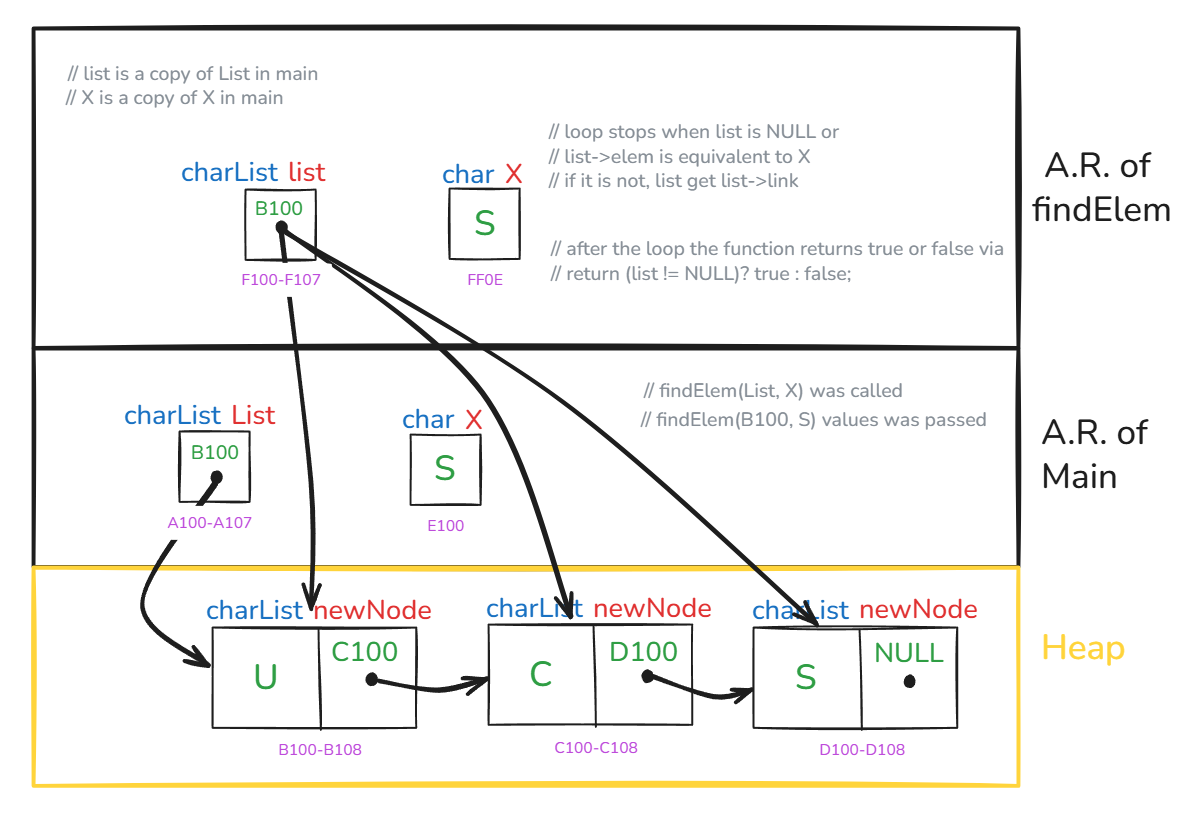 // list is a copy of List in main
// X is a copy of X in main
// loop stops when list is NULL or
// list->elem is equivalent to X
// if it is not, list get list->link
charList list
char X
B100
S
F100-F107
FF0E
// after the loop the function returns true or false via
// return (list != NULL)? true : false;
A.R. of
findElem
// findElem(List, X) was called
// findElem(B100, S) values was passed
charList List
char X
B100
S
A100-A107
E100
A.R. of
Main
charList newNode
charList newNode
charList newNode
U
C100
C
D100
S
NULL
B100-B108
C100-C108
D100-D108
Heap